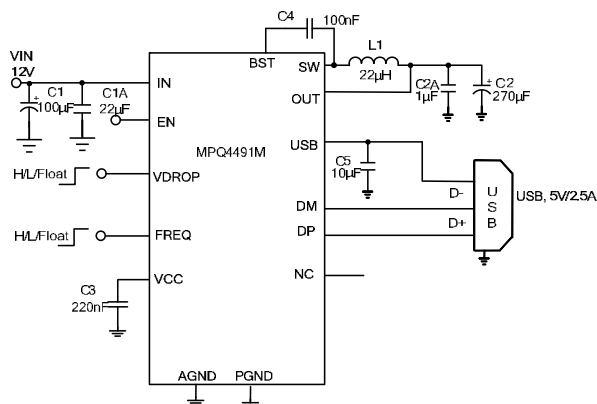 C4
100nF
L1
22µH
VIN
12V
C1
100µF
C1A
22µF
IN
BST
SW
OUT
C2A
1µF
C2
270µF
EN
USB
MPQ4491M
C5
10µF
H/L/Float
VDROP
D-
USB
USB, 5V/2.5A
DM
D+
H/L/Float
FREQ
DP
VCC
NC
C3
220nF
AGND
PGND